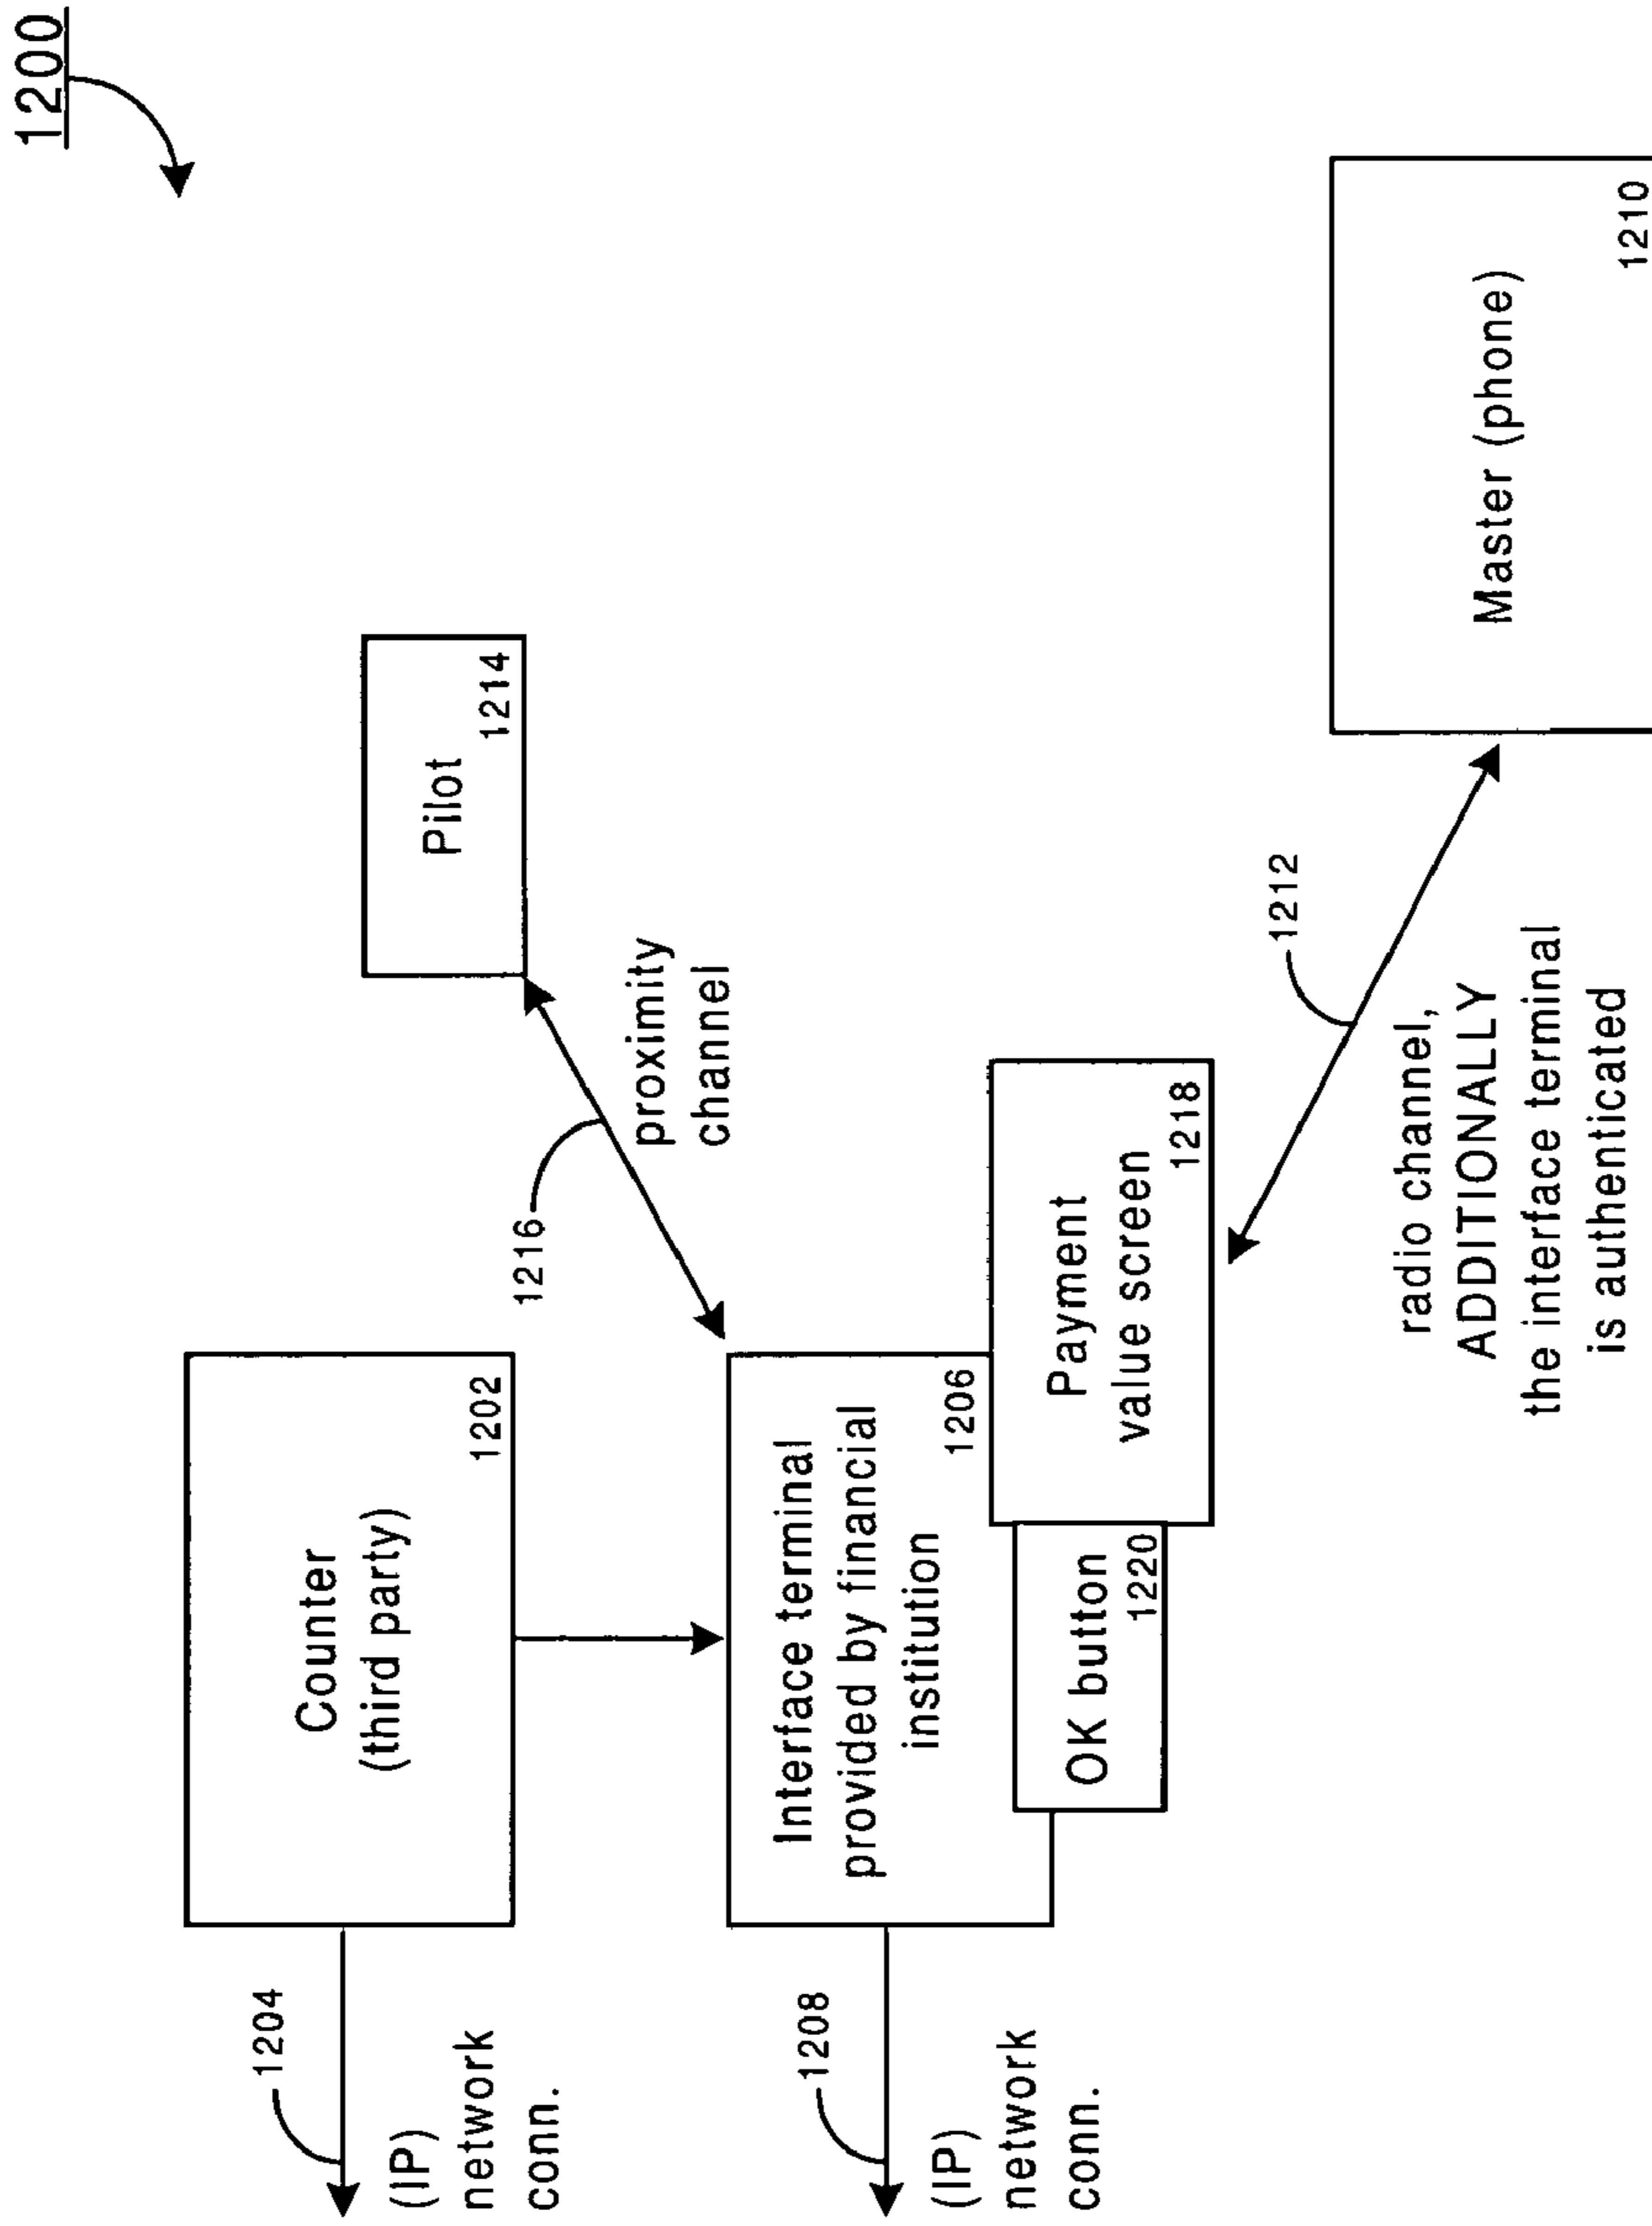 1200
Counter
(third party)
1202
1204
(IP)
network
conn.
Pilot
1214
1216
proximity
channel
Interface terminal
provided by financial
institution
1206
1208
(IP)
network
conn.
Payment
value screen
1218
OK button
1220
1212
radio channel,
ADDITIONALLY
the interface terminal
is authenticated
Master (phone)
1210